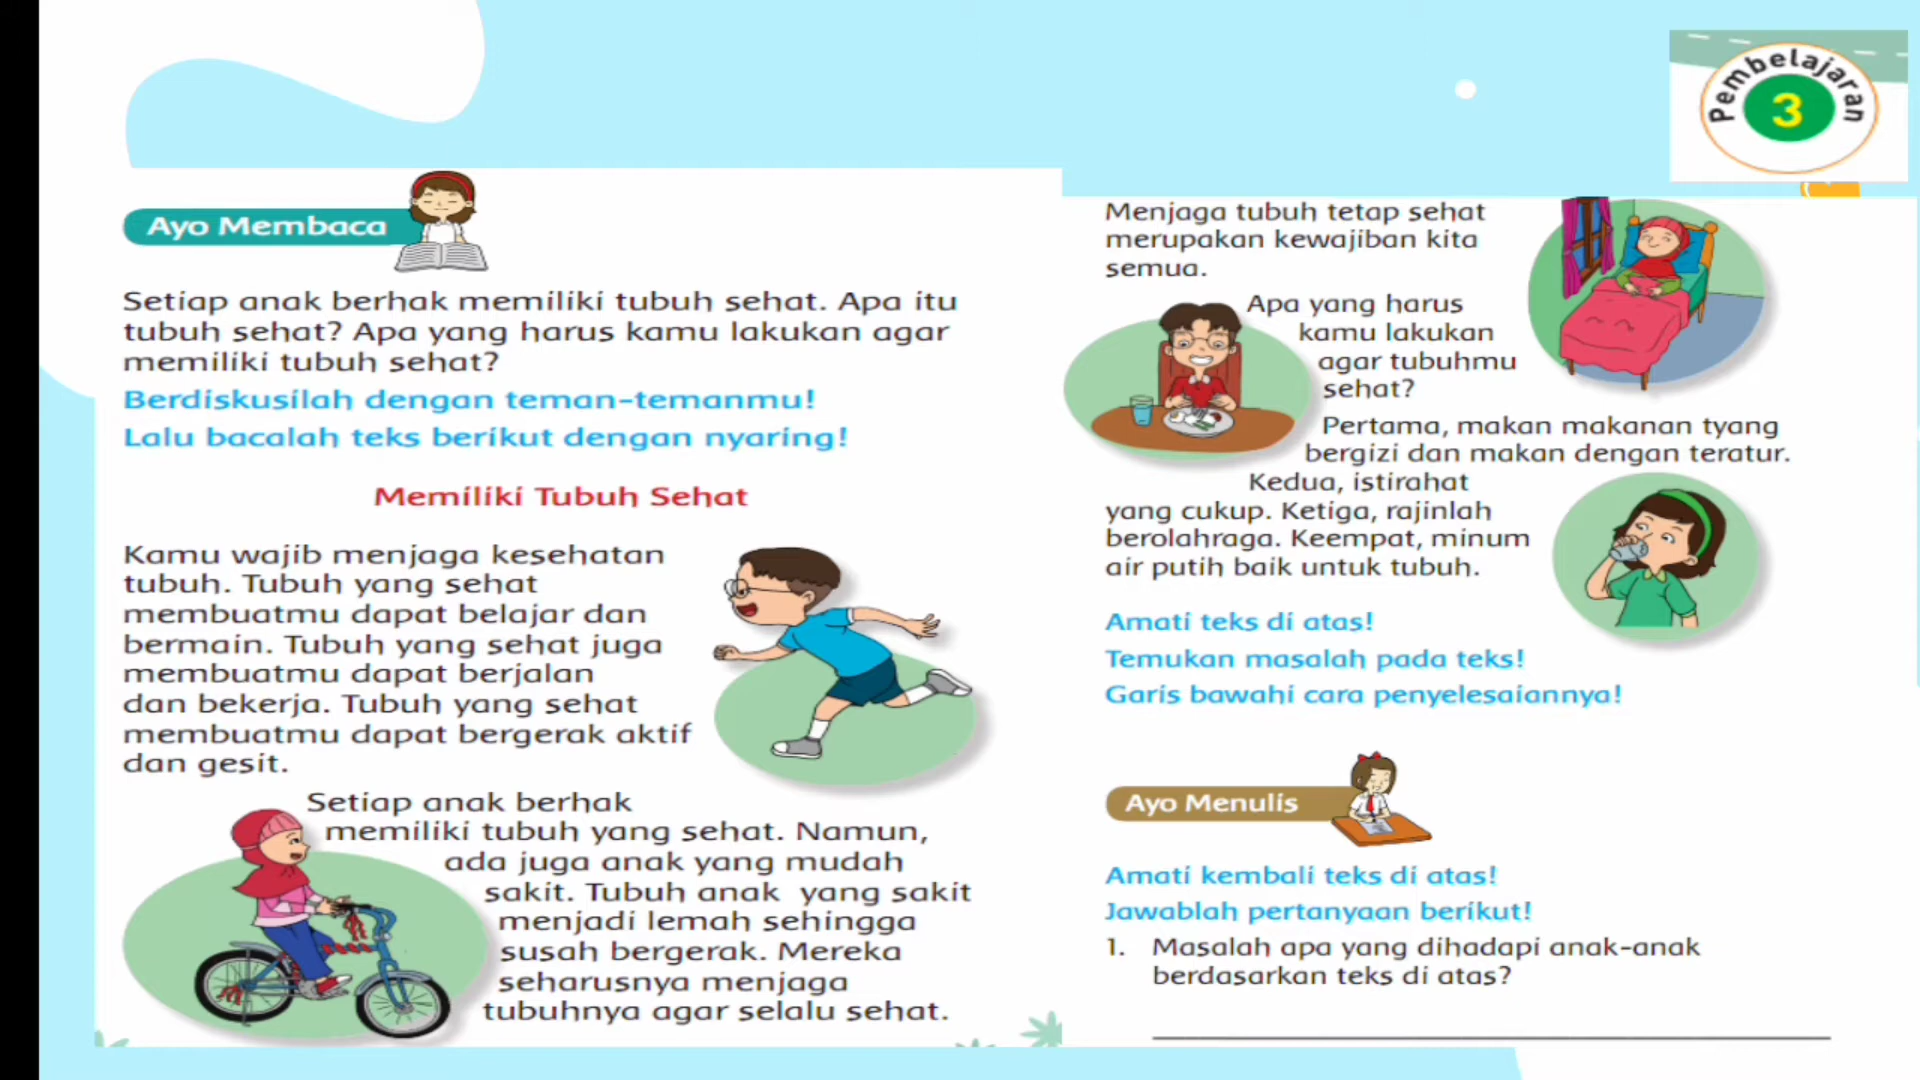 Pembelajaran
3
Ayo Membaca
Setiap anak berhak memiliki tubuh sehat. Apa itu
tubuh sehat? Apa yang harus kamu lakukan agar
memiliki tubuh sehat?
Berdiskusilah dengan teman-temanmu!
Lalu bacalah teks berikut dengan nyaring!
Memiliki Tubuh Sehat
Kamu wajib menjaga kesehatan
tubuh. Tubuh yang sehat
membuatmu dapat belajar dan
bermain. Tubuh yang sehat juga
membuatmu dapat berjalan
dan bekerja. Tubuh yang sehat
membuatmu dapat bergerak aktif
dan gesit.
Setiap anak berhak
memiliki tubuh yang sehat. Namun,
ada juga anak yang mudah
sakit. Tubuh anak yang sakit
menjadi lemah sehingga
susah bergerak. Mereka
seharusnya menjaga
tubuhnya agar selalu sehat.
Menjaga tubuh tetap sehat
merupakan kewajiban kita
semua.
Apa yang harus
kamu lakukan
agar tubuhmu
sehat?
Pertama, makan makanan tyang
bergizi dan makan dengan teratur.
Kedua, istirahat
yang cukup. Ketiga, rajinlah
berolahraga. Keempat, minum
air putih baik untuk tubuh.
Amati teks di atas!
Temukan masalah pada teks!
Garis bawahi cara penyelesaiannya!
Ayo Menulis
Amati kembali teks di atas!
Jawablah pertanyaan berikut!
1. Masalah apa yang dihadapi anak-anak
berdasarkan teks di atas?